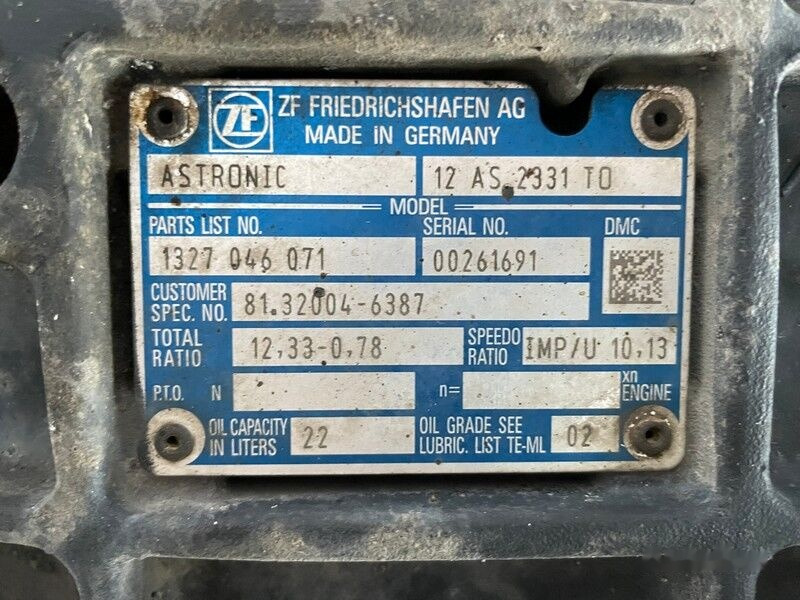 ZF ZF FRIEDRICHSHAFEN AG
MADE IN GERMANY
ASTRONIC 12 AS 2331 TO
MODEL
PARTS LIST NO. SERIAL NO. DMC
1327 046 071 00261691
CUSTOMER SPEC. NO. 81.32004-6387
TOTAL RATIO 12,33-0,78 SPEEDO RATIO IMP/U 10,13
P.T.O. N n= xn ENGINE
OIL CAPACITY IN LITERS 22 OIL GRADE SEE LUBRIC. LIST TE-ML 02